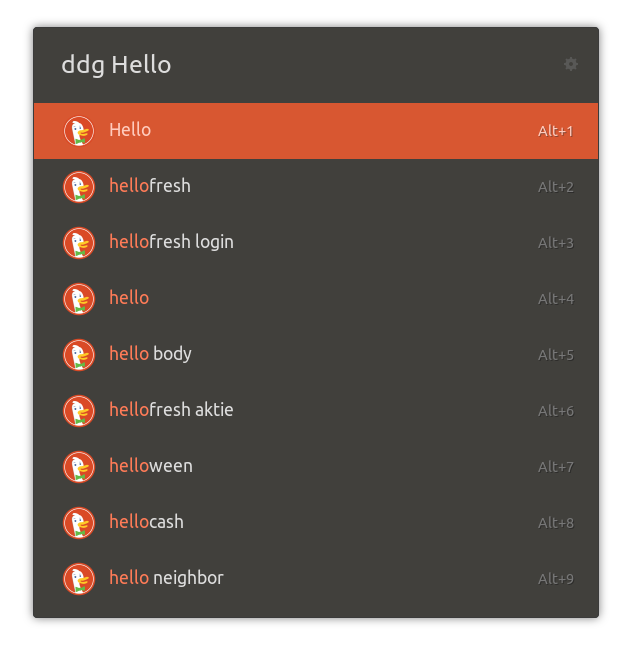 ddg Hello
Hello Alt+1
hellofresh Alt+2
hellofresh login Alt+3
hello Alt+4
hello body Alt+5
hellofresh aktie Alt+6
helloween Alt+7
hellocash Alt+8
hello neighbor Alt+9